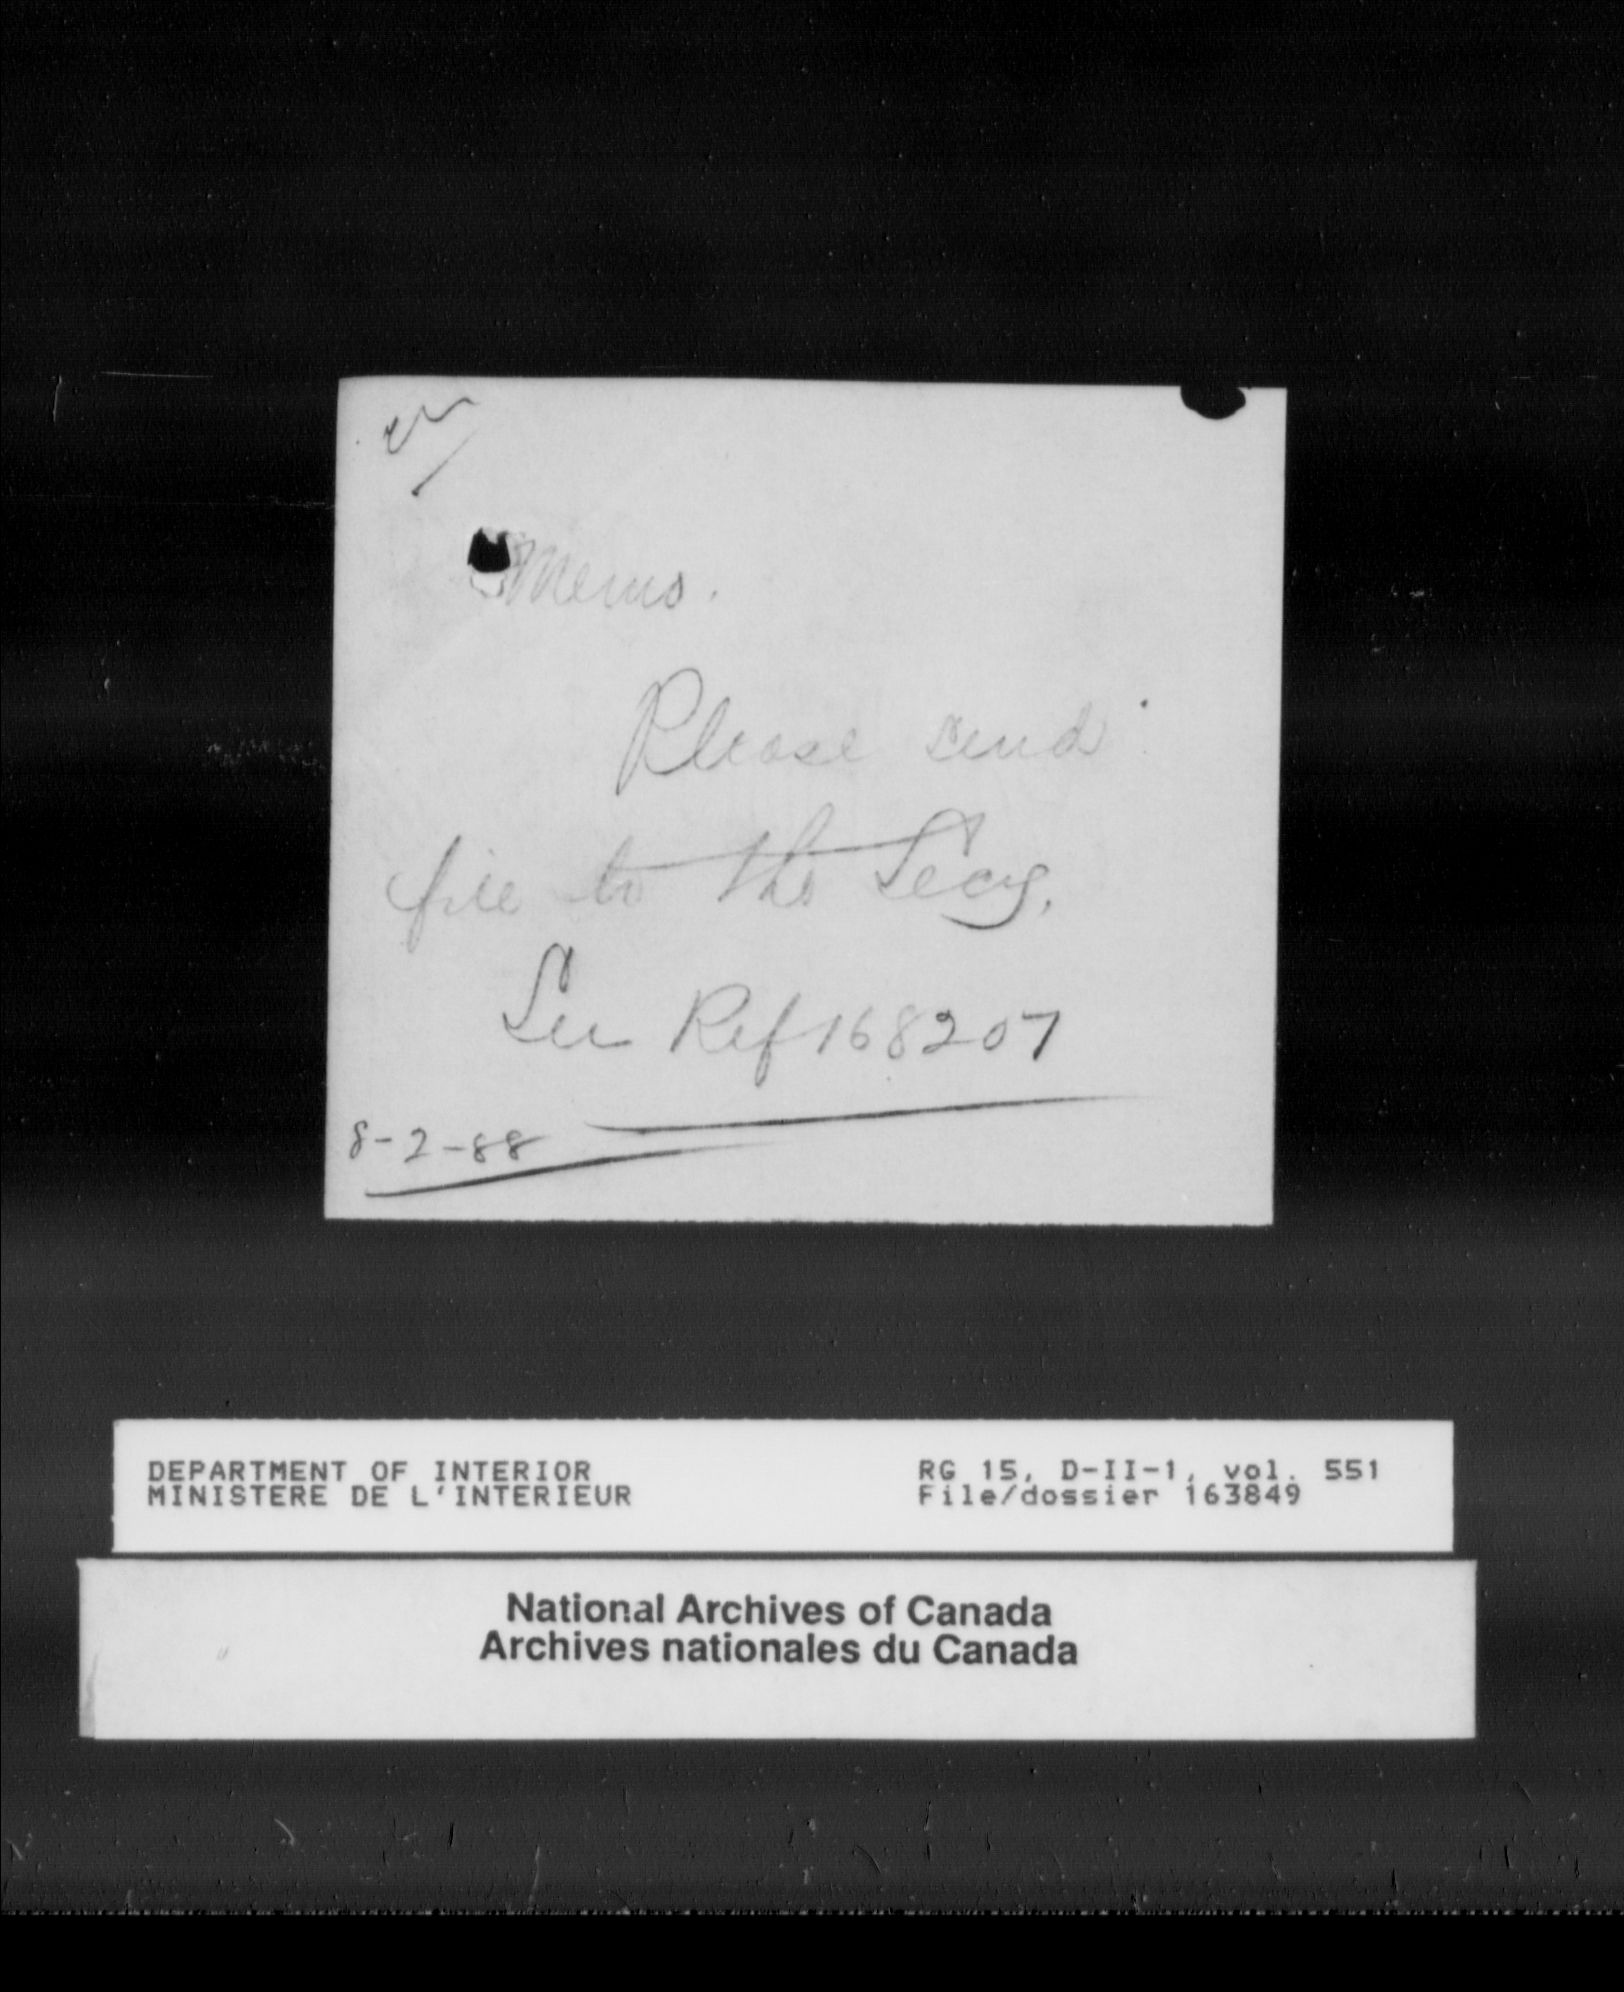 Memo.
Please send
file to the Secy.
See Ref 168207
8-2-88
DEPARTMENT OF INTERIOR
MINISTERE DE L'INTERIEUR
RG 15, D-II-1, vol. 551
File/dossier 163849
National Archives of Canada
Archives nationales du Canada